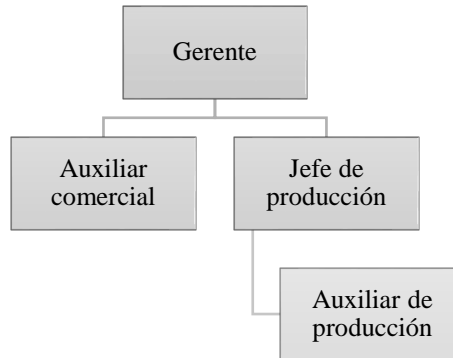 Gerente
Auxiliar
comercial
Jefe de
producción
Auxiliar de
producción